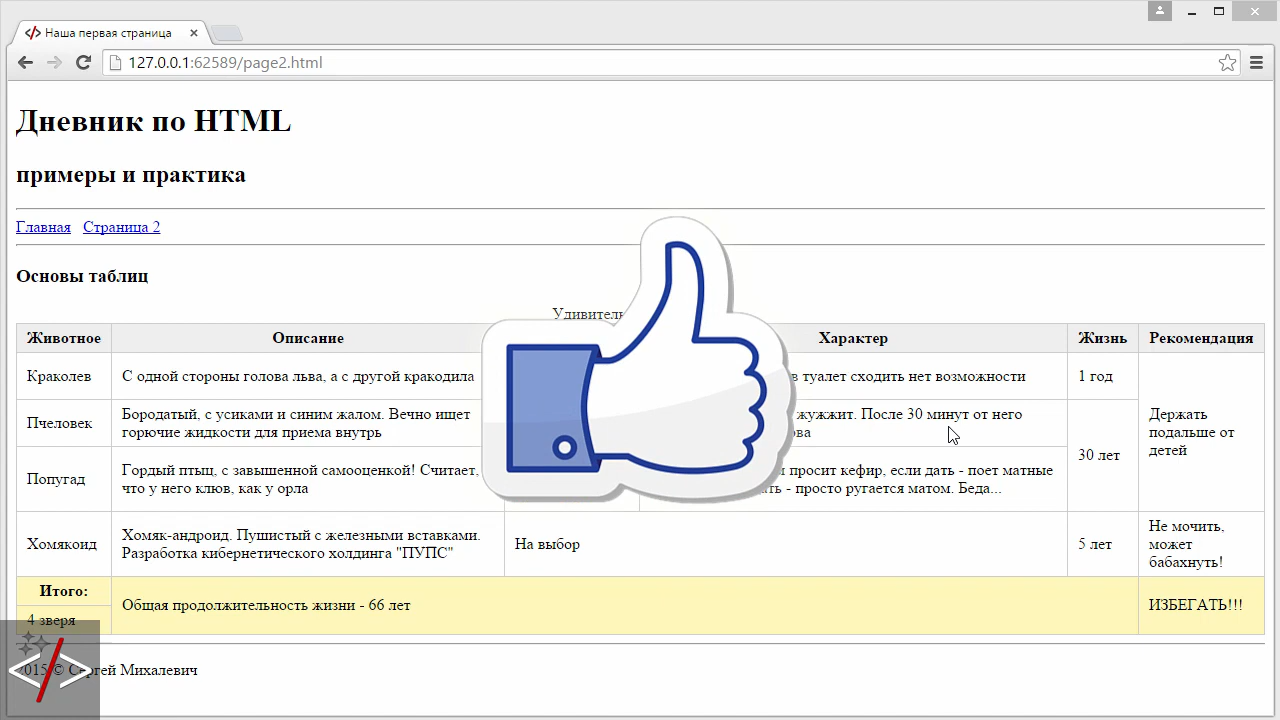 Наша первая страница
127.0.0.1:62589/page2.html
Дневник по HTML
примеры и практика
Главная Страница 2
Основы таблиц
Животное Описание Характер Жизнь Рекомендация
Краколев С одной стороны голова льва, а с другой кракодила
в туалет сходить нет возможности
1 год
Пчеловек
Бородатый, с усиками и синим жалом. Вечно ищет
горючие жидкости для приема внутрь
жужжит. После 30 минут от него
30 лет
Держать
подальше от
детей
Попугад
Гордый птыц, с завышенной самооценкой! Считает,
что у него клюв, как у орла
просит кефир, если дать - поет матные
- просто ругается матом. Беда...
Хомякоид
Хомяк-андроид. Пушистый с железными вставками.
Разработка кибернетического холдинга "ПУПС"
На выбор
5 лет
Не мочить,
может
бабахнуть!
Итого:
4 зверя
Общая продолжительность жизни - 66 лет
ИЗБЕГАТЬ!!!
2015 © Сергей Михалевич